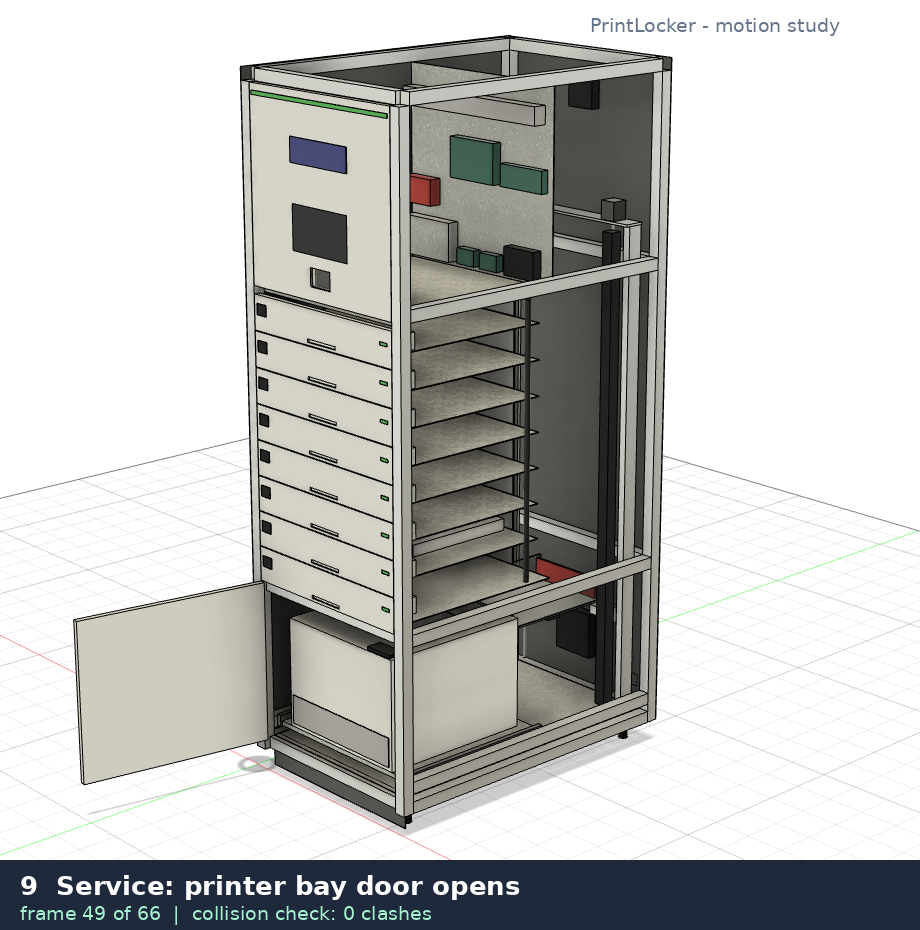 PrintLocker - motion study
9 Service: printer bay door opens
frame 49 of 66 | collision check: 0 clashes